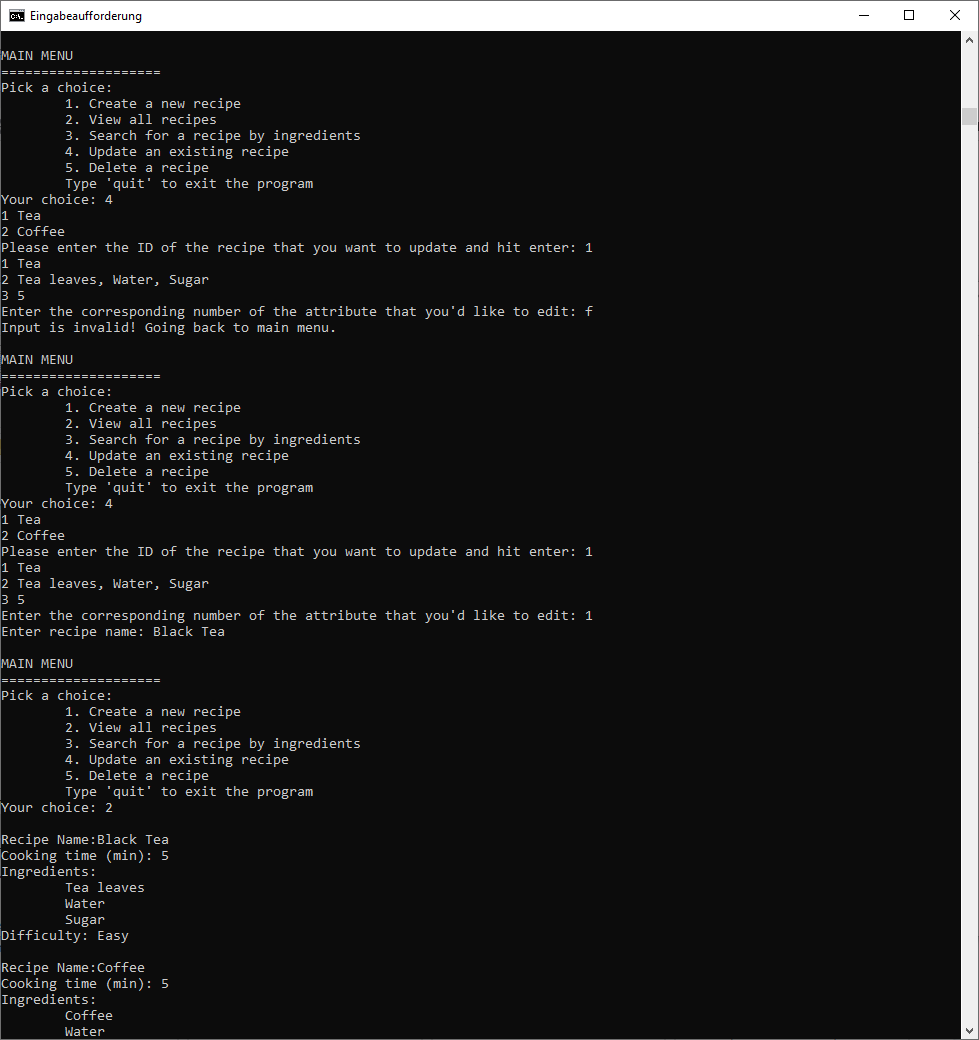 Eingabeaufforderung
MAIN MENU
====================
Pick a choice:
        1. Create a new recipe
        2. View all recipes
        3. Search for a recipe by ingredients
        4. Update an existing recipe
        5. Delete a recipe
        Type 'quit' to exit the program
Your choice: 4
1 Tea
2 Coffee
Please enter the ID of the recipe that you want to update and hit enter: 1
1 Tea
2 Tea leaves, Water, Sugar
3 5
Enter the corresponding number of the attribute that you'd like to edit: f
Input is invalid! Going back to main menu.

MAIN MENU
====================
Pick a choice:
        1. Create a new recipe
        2. View all recipes
        3. Search for a recipe by ingredients
        4. Update an existing recipe
        5. Delete a recipe
        Type 'quit' to exit the program
Your choice: 4
1 Tea
2 Coffee
Please enter the ID of the recipe that you want to update and hit enter: 1
1 Tea
2 Tea leaves, Water, Sugar
3 5
Enter the corresponding number of the attribute that you'd like to edit: 1
Enter recipe name: Black Tea

MAIN MENU
====================
Pick a choice:
        1. Create a new recipe
        2. View all recipes
        3. Search for a recipe by ingredients
        4. Update an existing recipe
        5. Delete a recipe
        Type 'quit' to exit the program
Your choice: 2

Recipe Name:Black Tea
Cooking time (min): 5
Ingredients:
        Tea leaves
        Water
        Sugar
Difficulty: Easy

Recipe Name:Coffee
Cooking time (min): 5
Ingredients:
        Coffee
        Water